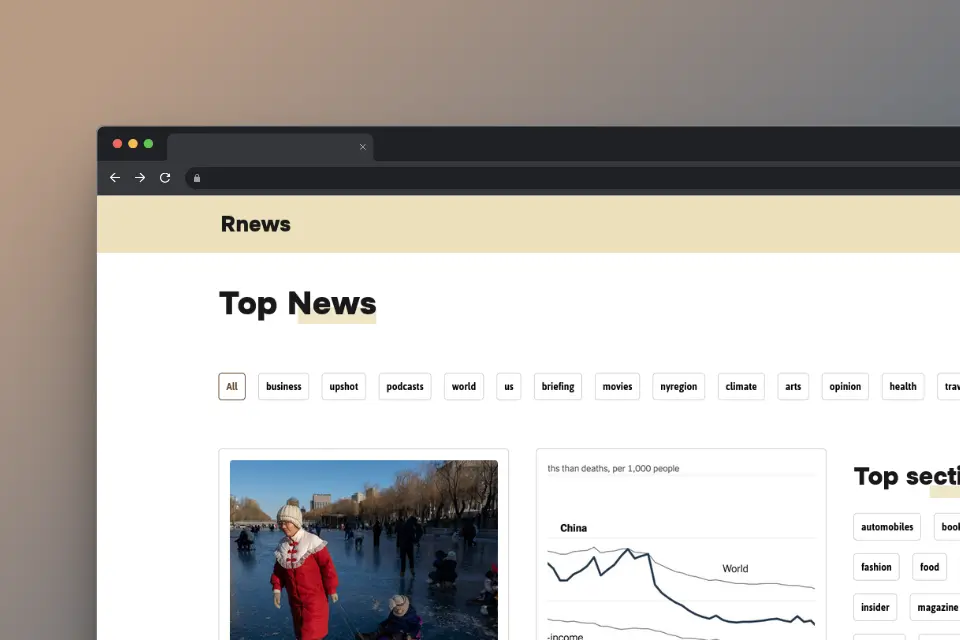 Rnews
Top News
All business upshot podcasts world us briefing movies nyregion climate arts opinion health trav
ths than deaths, per 1,000 people
China
World
-income
Top secti
automobiles book
fashion food
insider magazine